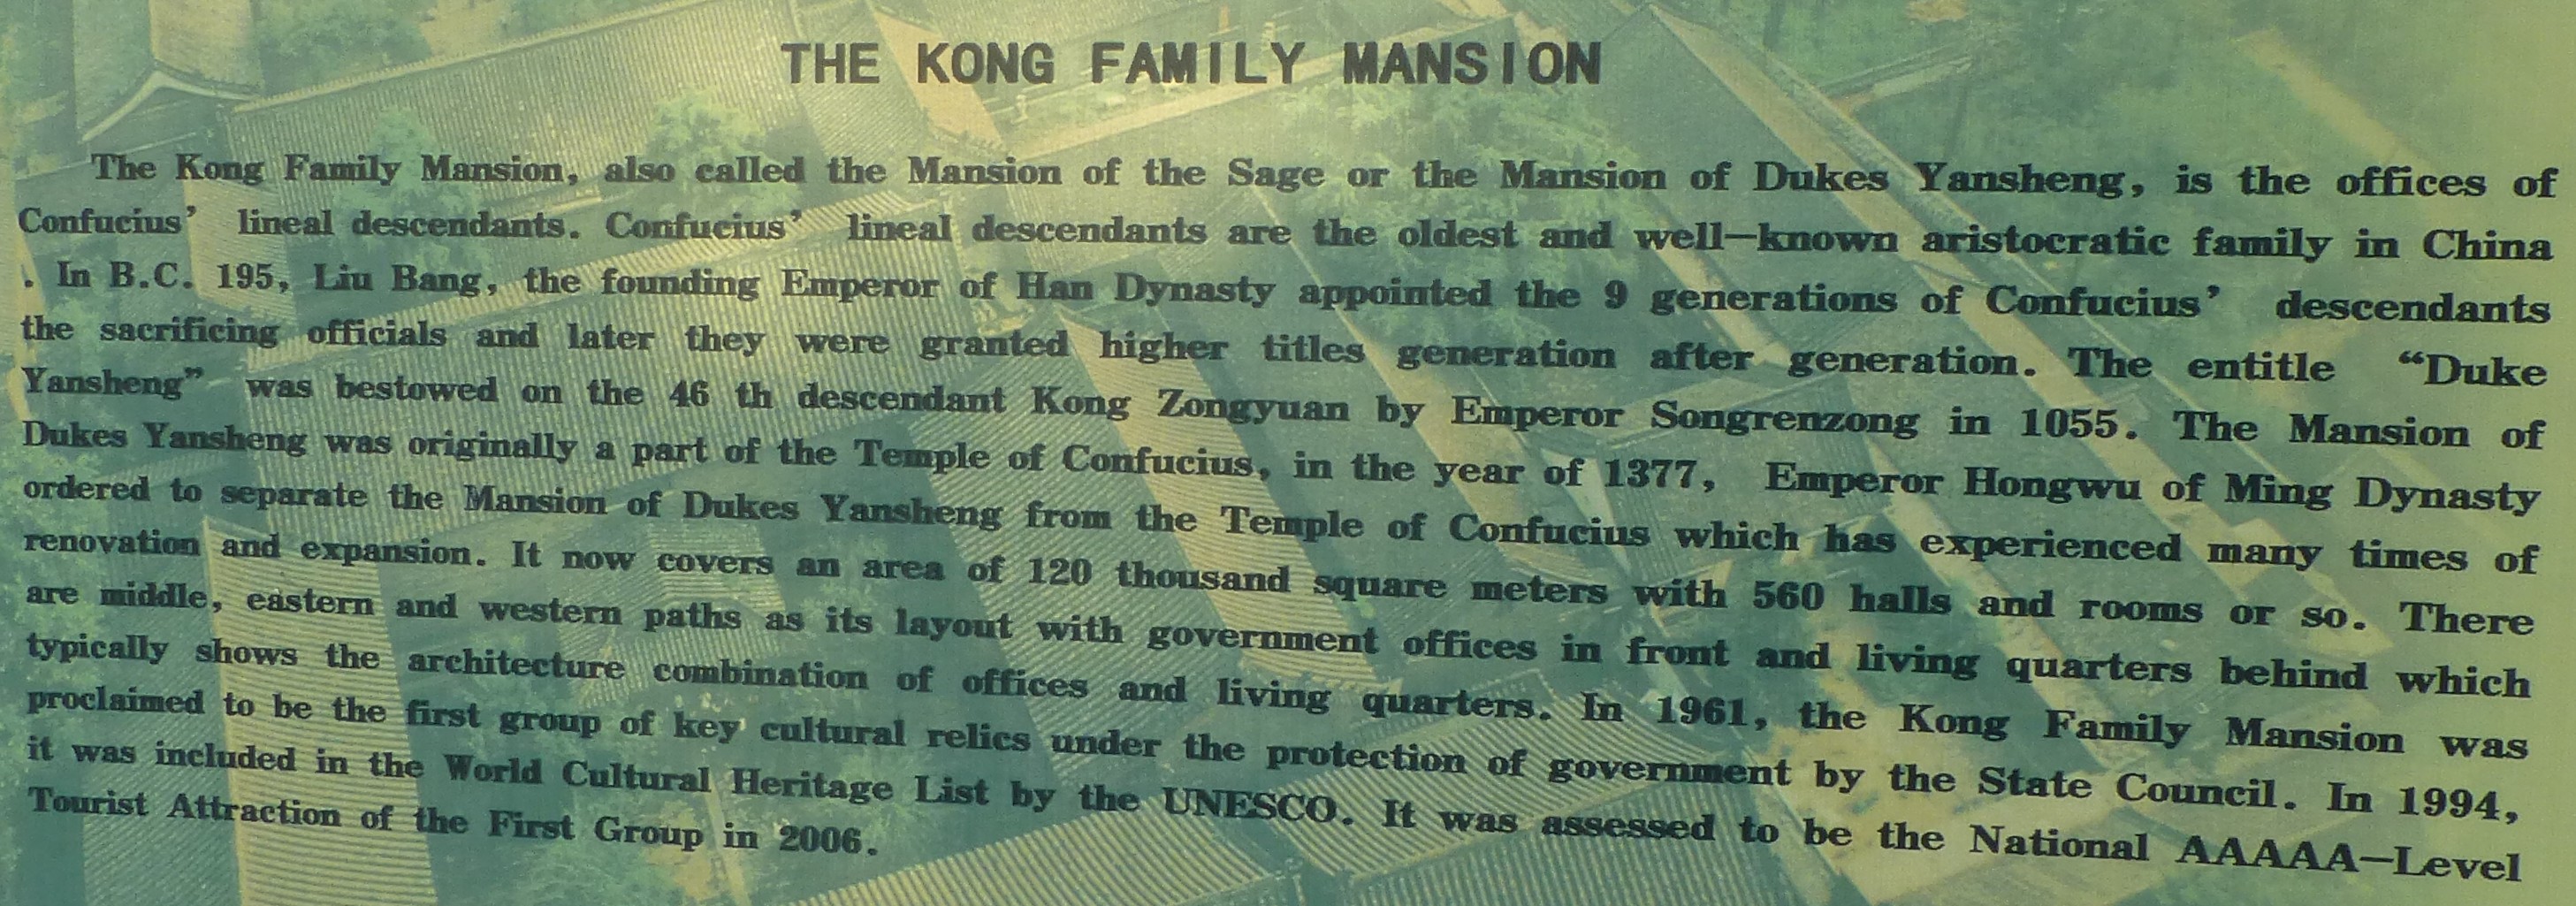 THE KONG FAMILY MANSION
The Kong Family Mansion, also called the Mansion of the Sage or the Mansion of Dukes Yansheng, is the offices of
Confucius’ lineal descendants. Confucius’ lineal descendants are the oldest and well—known aristocratic family in China
. In B.C. 195, Liu Bang, the founding Emperor of Han Dynasty appointed the 9 generations of Confucius’ descendants
the sacrificing officials and later they were granted higher titles generation after generation. The entitle “Duke
Yansheng” was bestowed on the 46 th descendant Kong Zongyuan by Emperor Songrenzong in 1055. The Mansion of
Dukes Yansheng was originally a part of the Temple of Confucius, in the year of 1377, Emperor Hongwu of Ming Dynasty
ordered to separate the Mansion of Dukes Yansheng from the Temple of Confucius which has experienced many times of
renovation and expansion. It now covers an area of 120 thousand square meters with 560 halls and rooms or so. There
are middle, eastern and western paths as its layout with government offices in front and living quarters behind which
typically shows the architecture combination of offices and living quarters. In 1961, the Kong Family Mansion was
proclaimed to be the first group of key cultural relics under the protection of government by the State Council. In 1994,
it was included in the World Cultural Heritage List by the UNESCO. It was assessed to be the National AAAAA—Level
Tourist Attraction of the First Group in 2006.